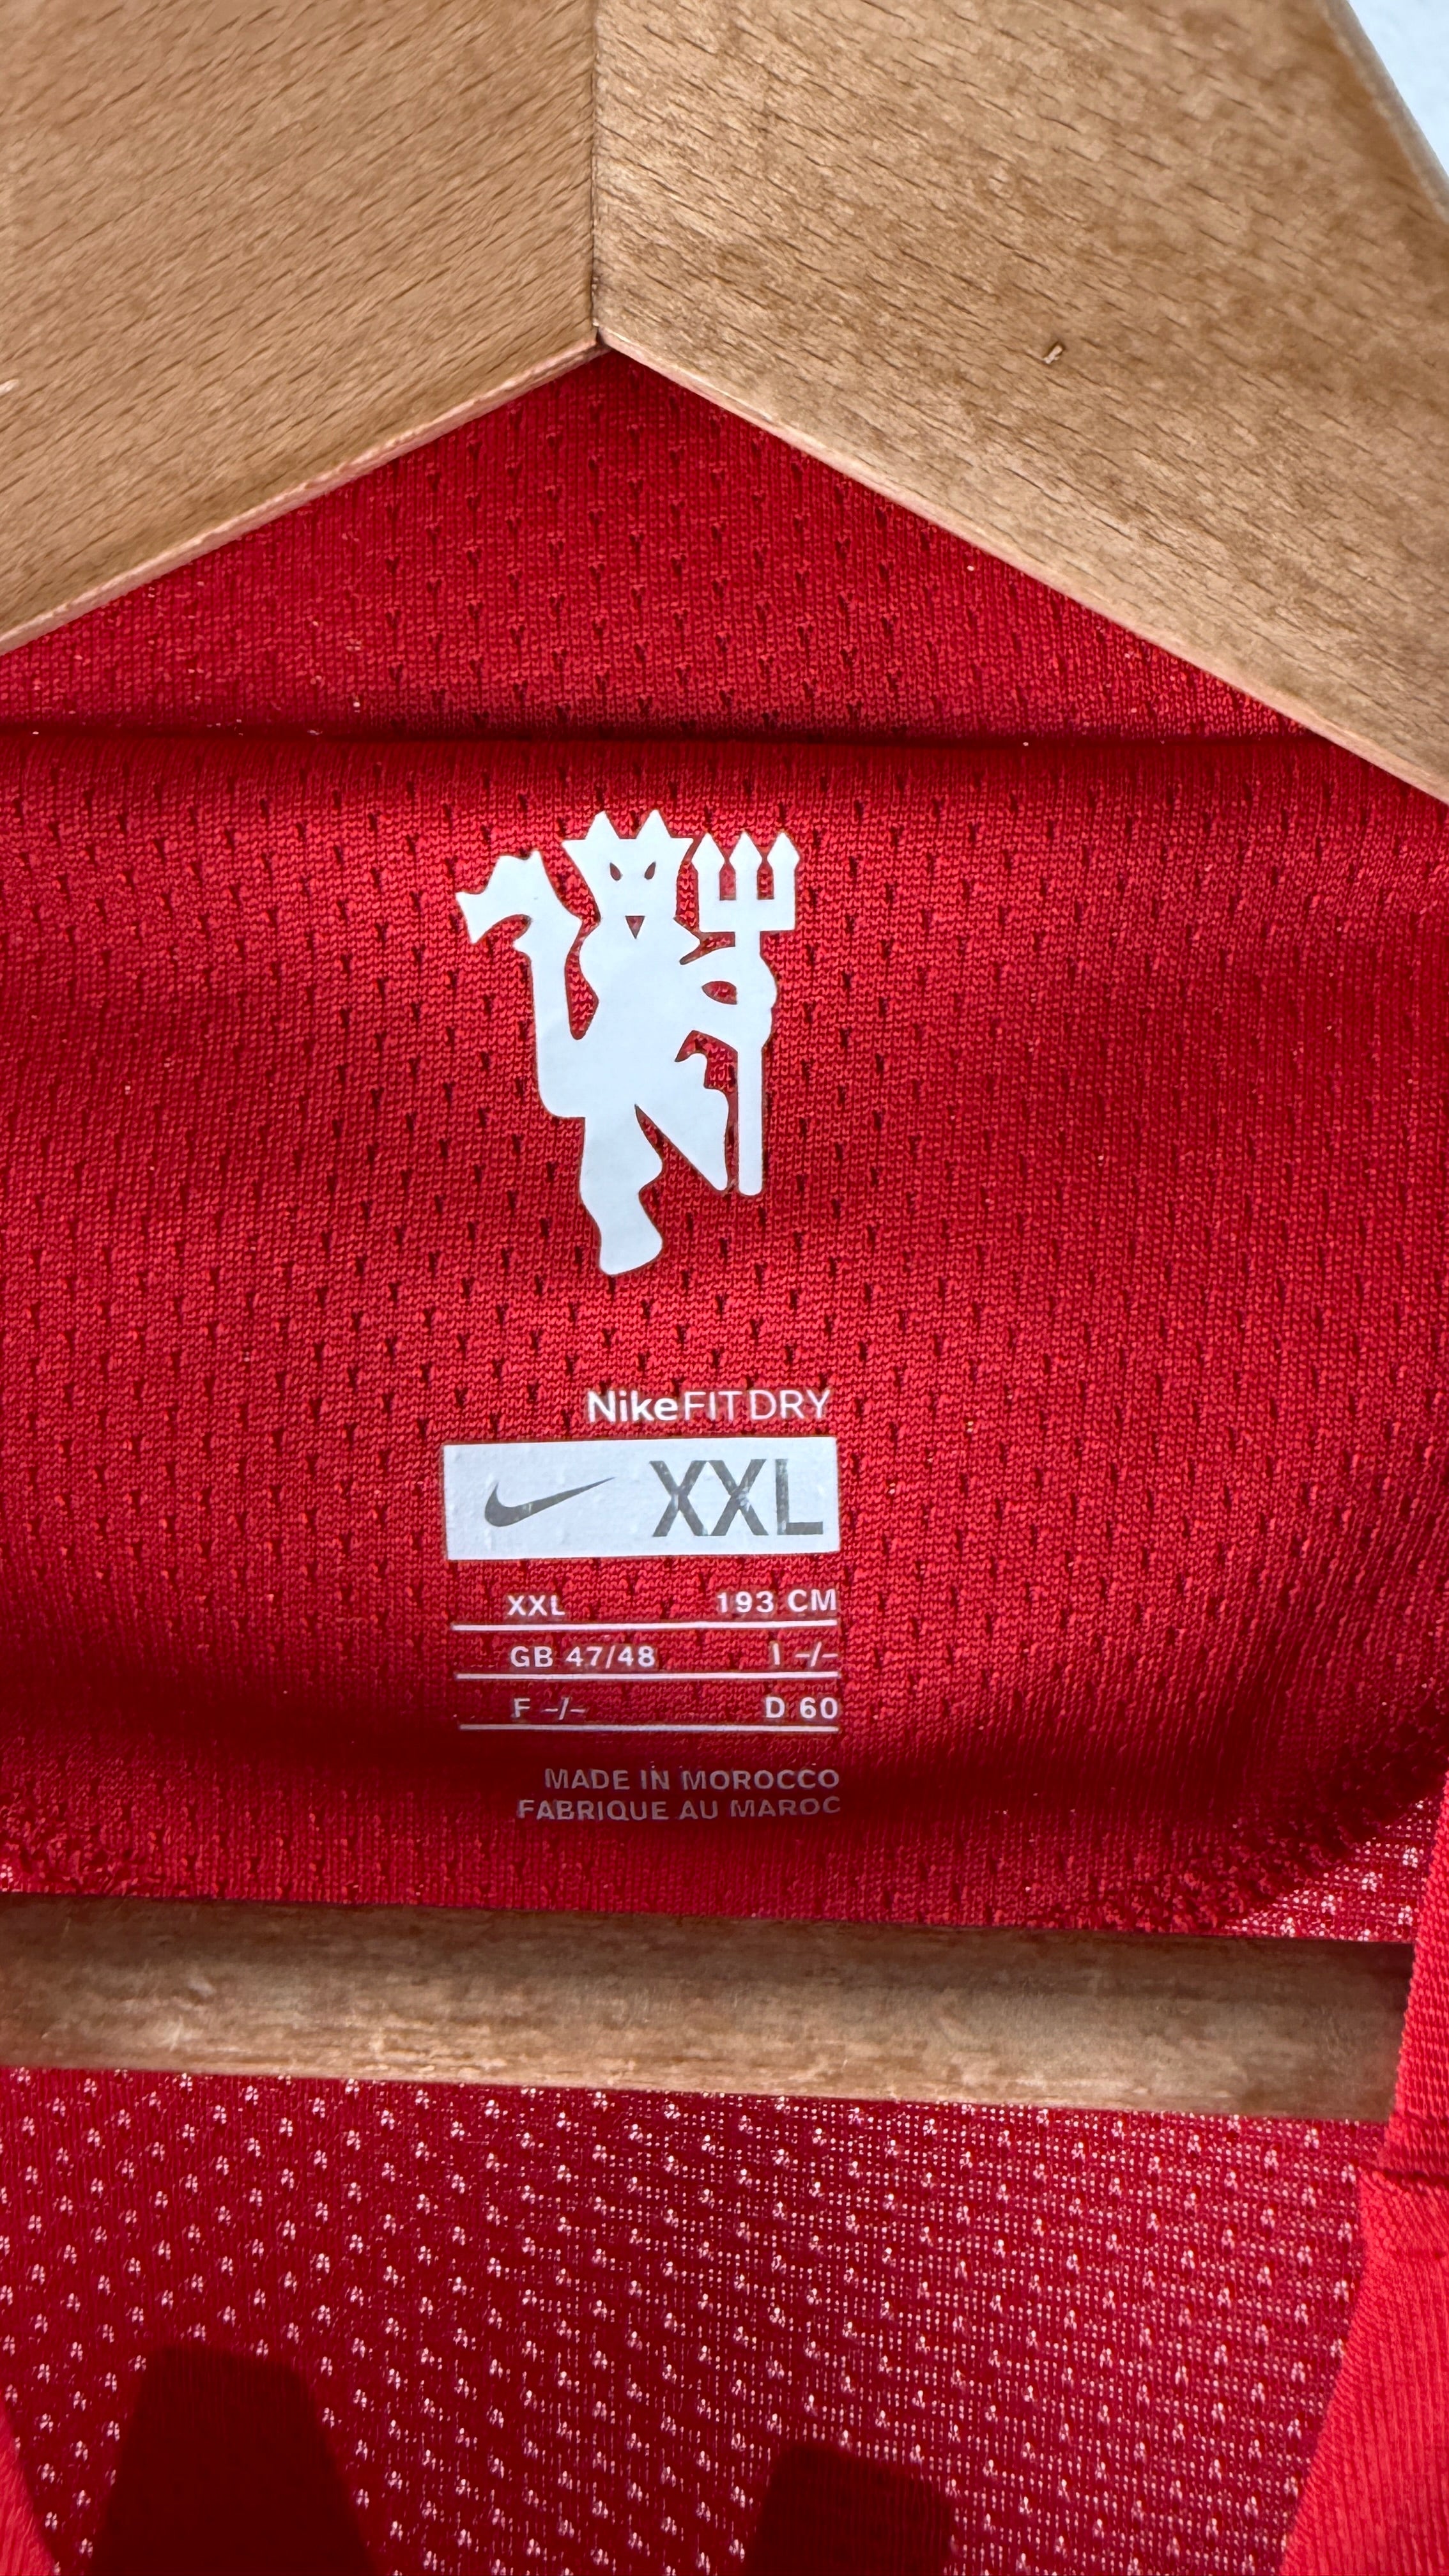 NikeFITDRY
XXL
XXL 193 CM
GB 47/48 I -/-
F -/- D 60
MADE IN MOROCCO
FABRIQUE AU MAROC